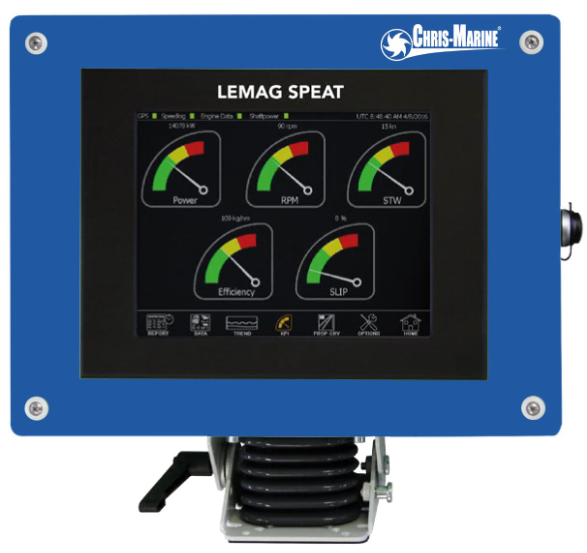 CHRIS-MARINE®
LEMAG SPEAT
GPS Speedlog Engine Data Shaftpower UTC 8:48:40 AM 4/8/2016
14078 kW 90 rpm 15 kn
Power RPM STW
109 kg/nm 8 %
Efficiency SLIP
REPORT DATA TREND KPI PROP-CRV OPTIONS HOME